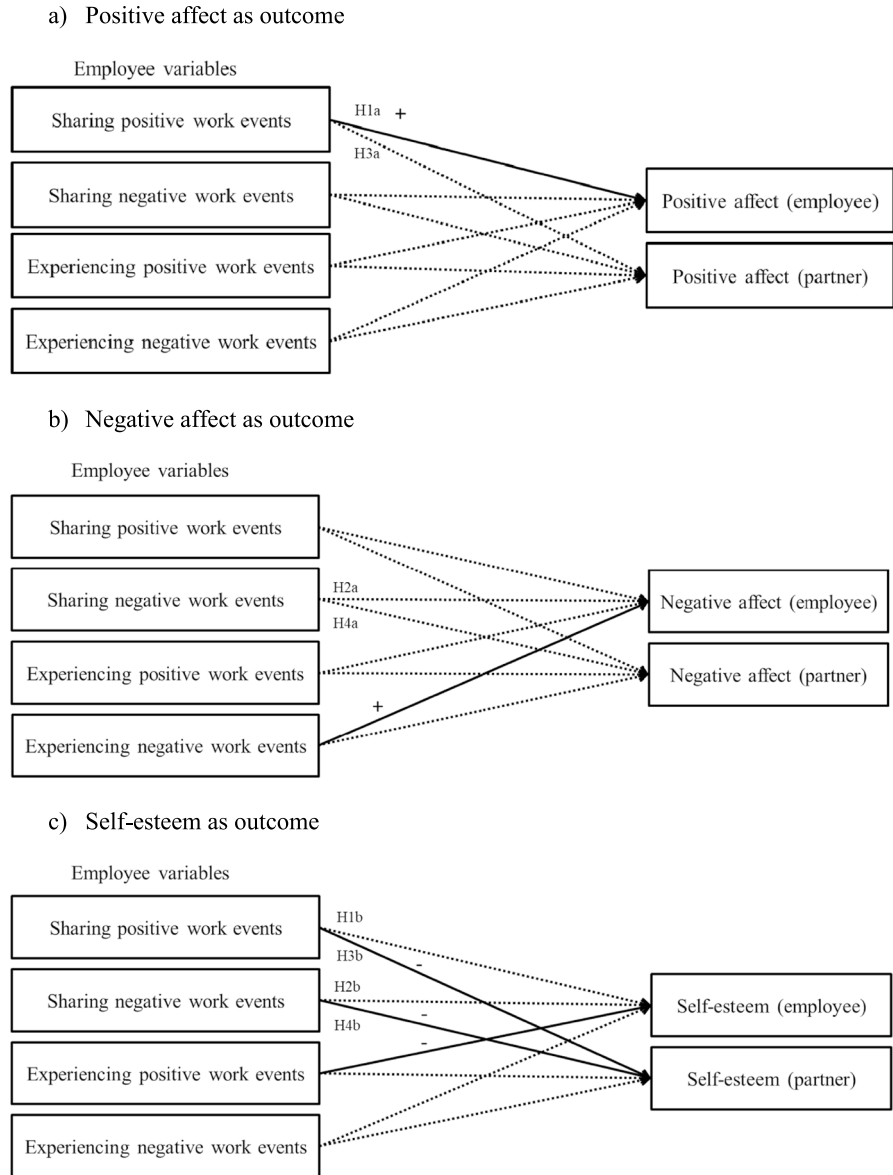 a) Positive affect as outcome
Employee variables
Sharing positive work events
H1a +
H3a
Sharing negative work events
Positive affect (employee)
Experiencing positive work events
Positive affect (partner)
Experiencing negative work events
b) Negative affect as outcome
Employee variables
Sharing positive work events
Sharing negative work events
H2a
H4a
Negative affect (employee)
Experiencing positive work events
Negative affect (partner)
+
Experiencing negative work events
c) Self-esteem as outcome
Employee variables
Sharing positive work events
H1b
H3b -
Sharing negative work events
H2b
H4b -
-
Self-esteem (employee)
Experiencing positive work events
Self-esteem (partner)
Experiencing negative work events